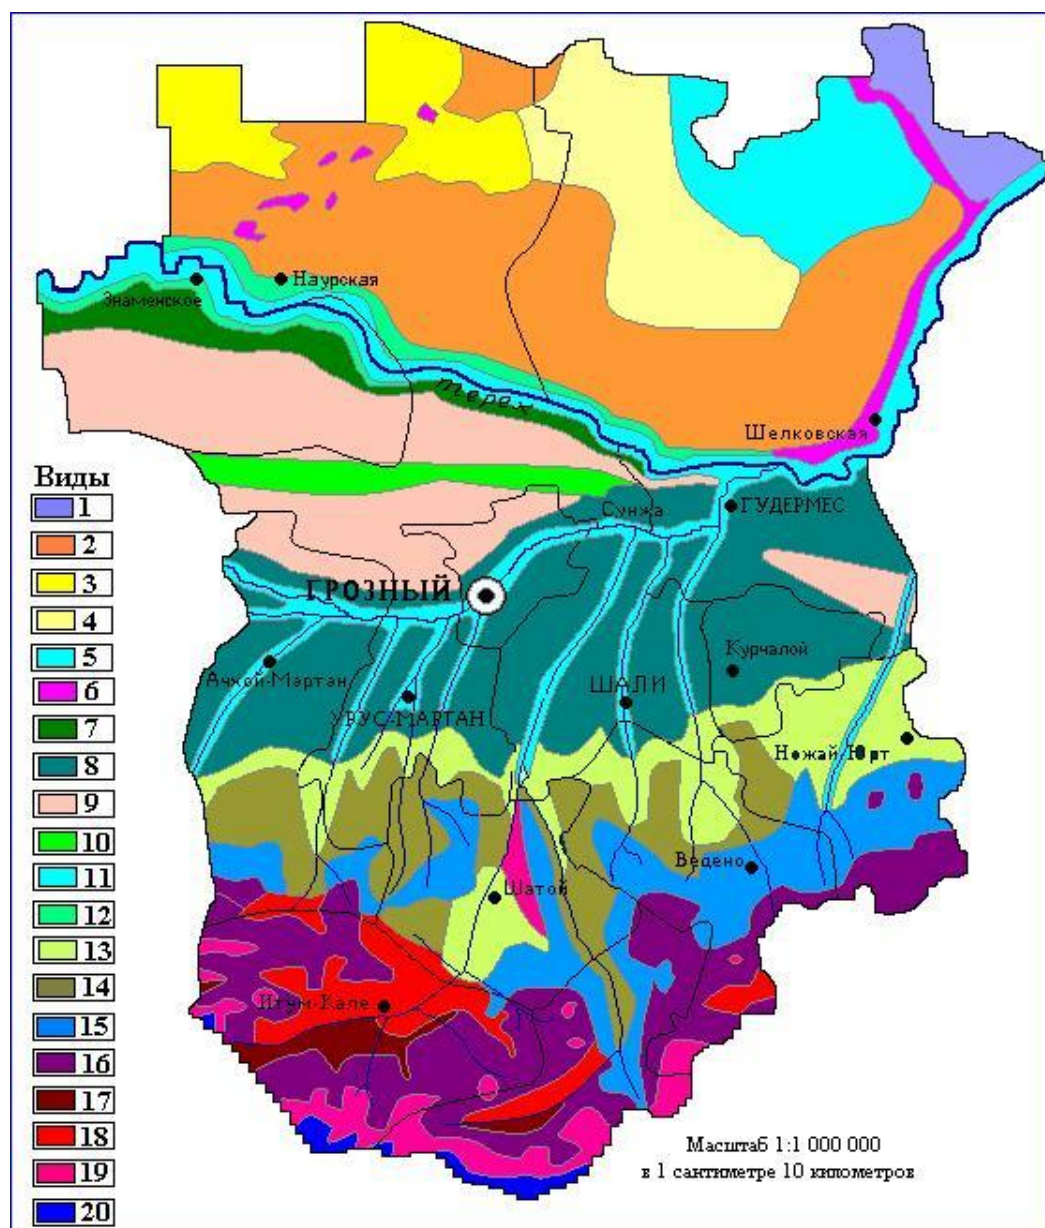 Наурская
Знаменское
Терек
Шелковская
Виды
1
2
3
4
5
6
7
8
9
10
11
12
13
14
15
16
17
18
19
20
Сунжа
ГУДЕРМЕС
ГРОЗНЫЙ
Ачхой-Мартан
УРУС-МАРТАН
ШАЛИ
Курчалой
Ножай-Юрт
Ведено
Шатой
Итум-Кале
Масштаб 1:1 000 000
в 1 сантиметре 10 километров